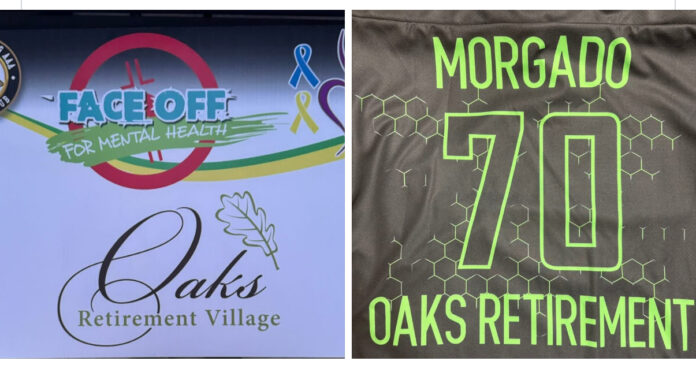 FACE OFF
FOR MENTAL HEALTH
Oaks
Retirement Village
MORGADO
70
OAKS RETIREMENT